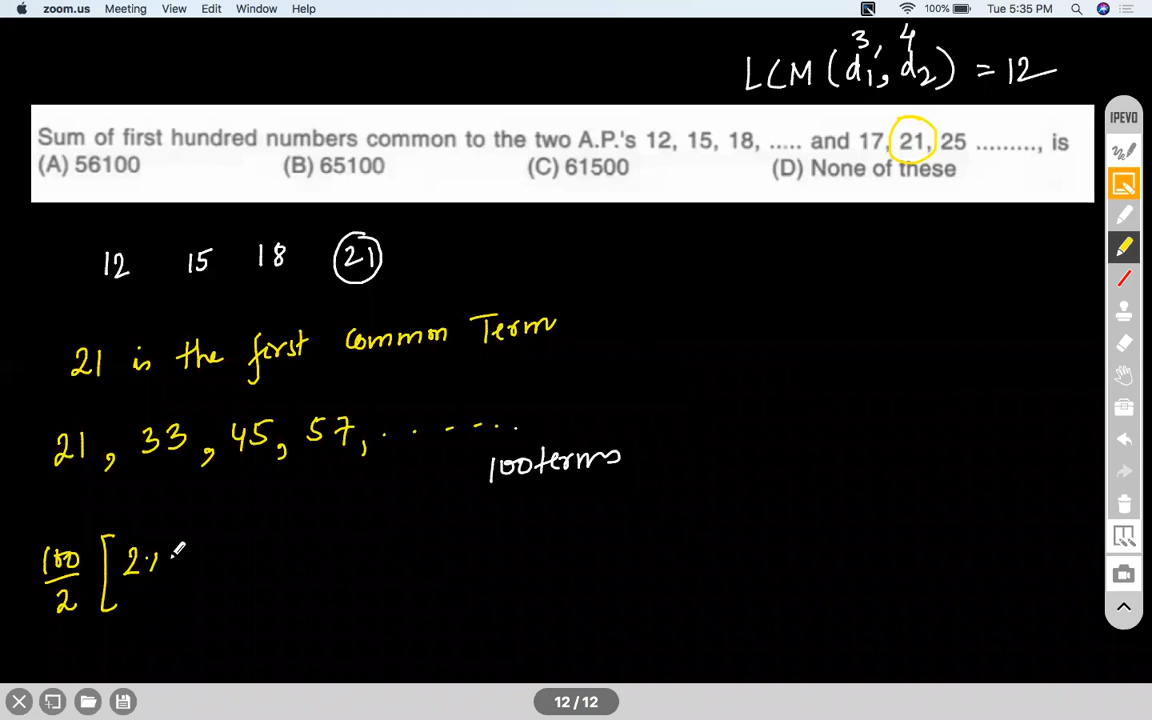 zoom.us Meeting View Edit Window Help 100% Tue 5:35 PM
3, 4
LCM (d1, d2) = 12
IPEVO
Sum of first hundred numbers common to the two A.P.'s 12, 15, 18, ..... and 17, 21, 25 ........., is
(A) 56100 (B) 65100 (C) 61500 (D) None of these
12 15 18 21
21 is the first common Term
21, 33, 45, 57, . . - - . .
100 terms
100/2 [ 2.
12 / 12